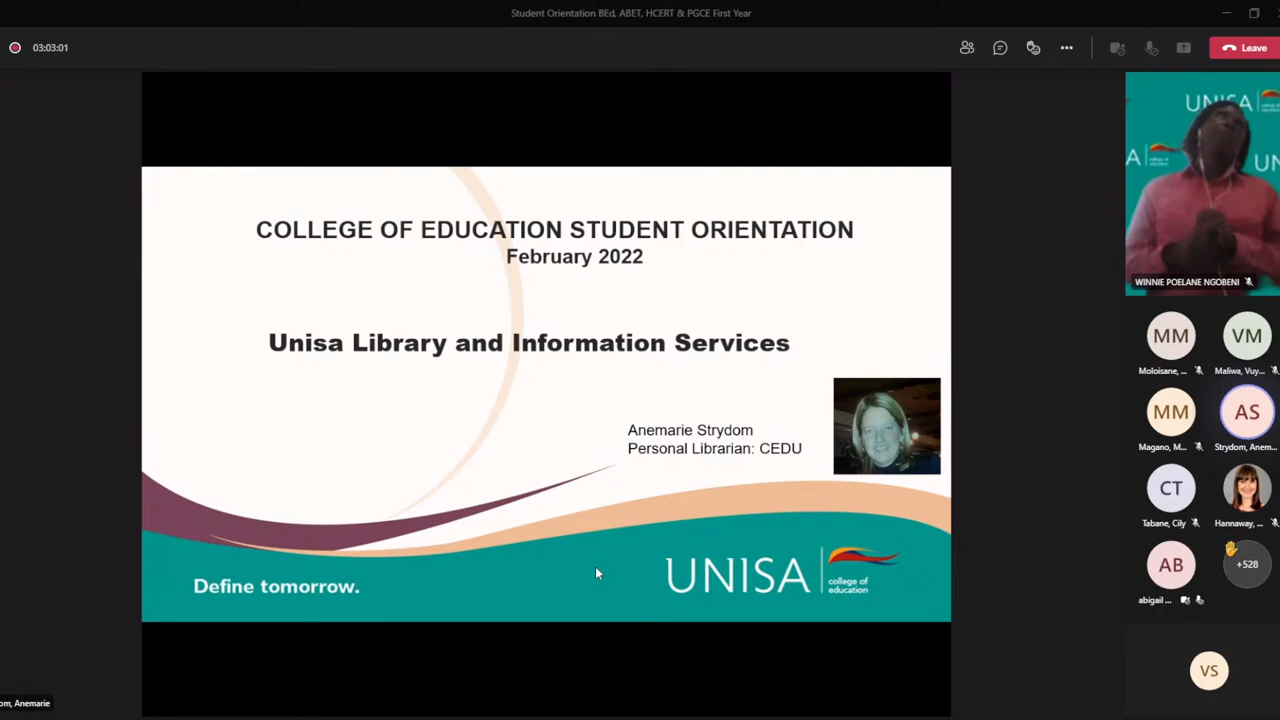 Student Orientation BEd, ABET, HCERT & PGCE First Year
03:03:01
Leave
COLLEGE OF EDUCATION STUDENT ORIENTATION
February 2022
Unisa Library and Information Services
Anemarie Strydom
Personal Librarian: CEDU
Define tomorrow.
UNISA
college of
education
UNISA
WINNIE POELANE NGOBENI
MM
VM
Moloisane, ...
Maliwa, Vuy...
MM
AS
Magano, M...
Strydom, Anem...
CT
Tabane, Cily
Hannaway, ...
AB
+528
abigail ...
VS
om, Anemarie